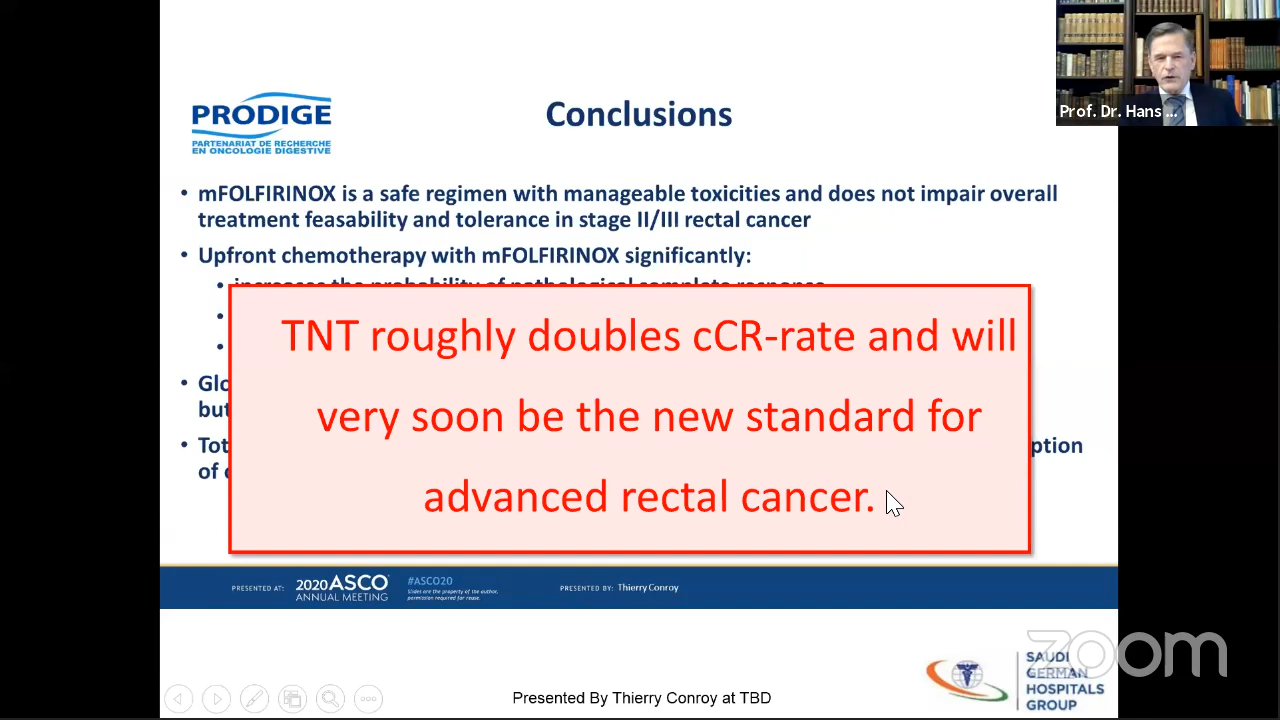 Prof. Dr. Hans ...
PRODIGE
PARTENARIAT DE RECHERCHE
EN ONCOLOGIE DIGESTIVE
Conclusions
• mFOLFIRINOX is a safe regimen with manageable toxicities and does not impair overall
treatment feasability and tolerance in stage II/III rectal cancer
• Upfront chemotherapy with mFOLFIRINOX significantly:
• increases the probability of pathological complete response
TNT roughly doubles cCR-rate and will
very soon be the new standard for
advanced rectal cancer.
PRESENTED AT:
2020 ASCO
ANNUAL MEETING
#ASCO20
Slides are the property of the author,
permission required for reuse.
PRESENTED BY: Thierry Conroy
zoom
SAUDI
GERMAN
HOSPITALS
GROUP
Presented By Thierry Conroy at TBD